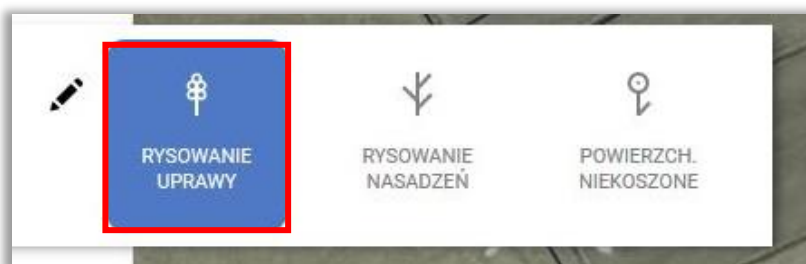 RYSOWANIE
UPRAWY
RYSOWANIE
NASADZEŃ
POWIERZCH.
NIEKOSZONE